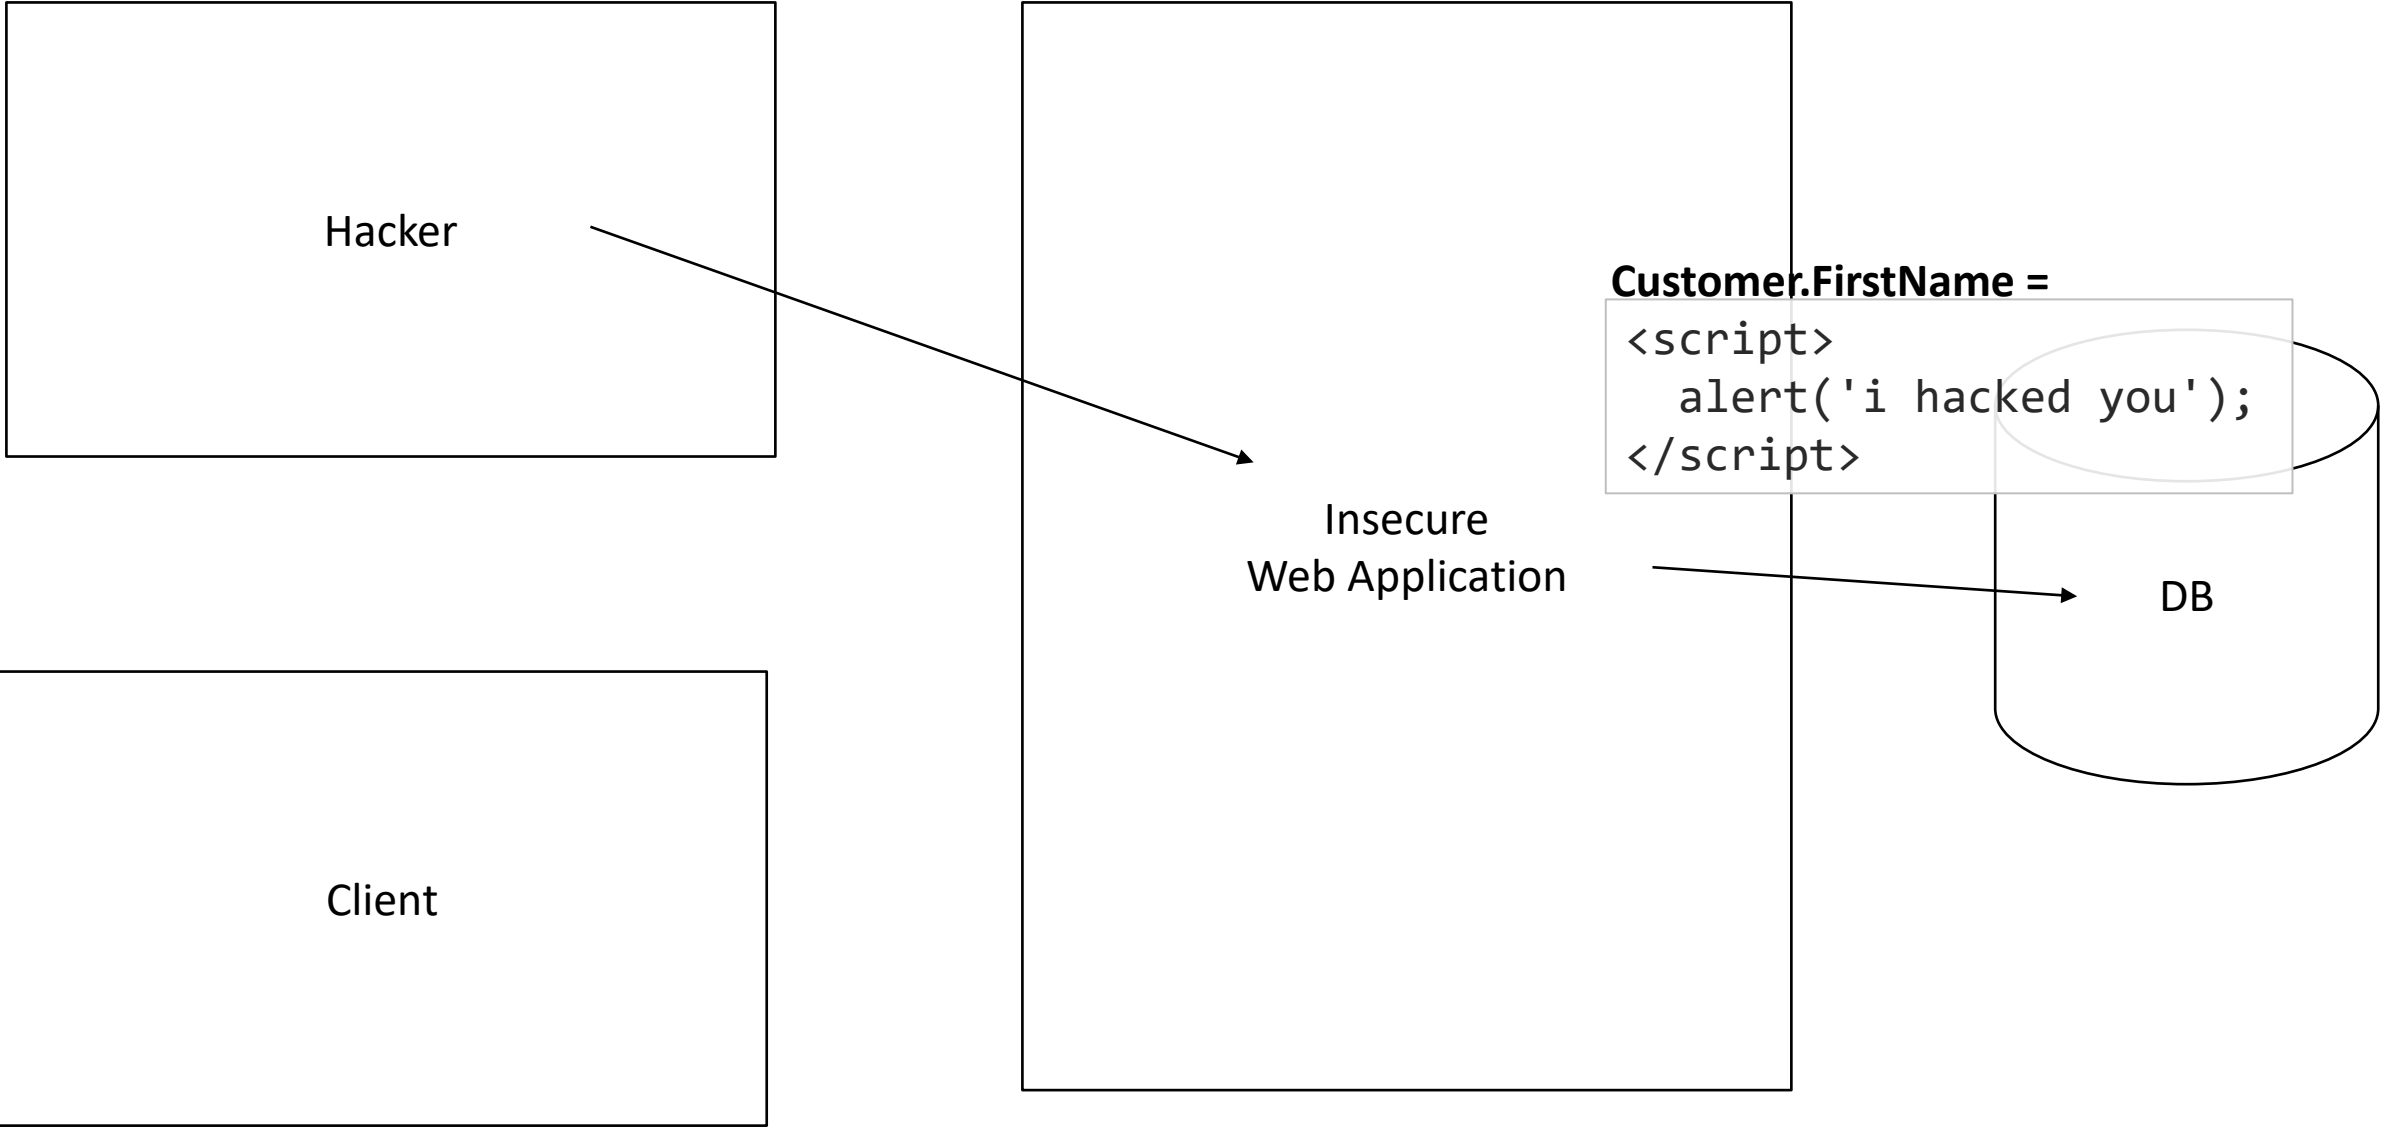 Hacker
Customer.FirstName =
<script>
  alert('i hacked you');
</script>
Insecure
Web Application
DB
Client